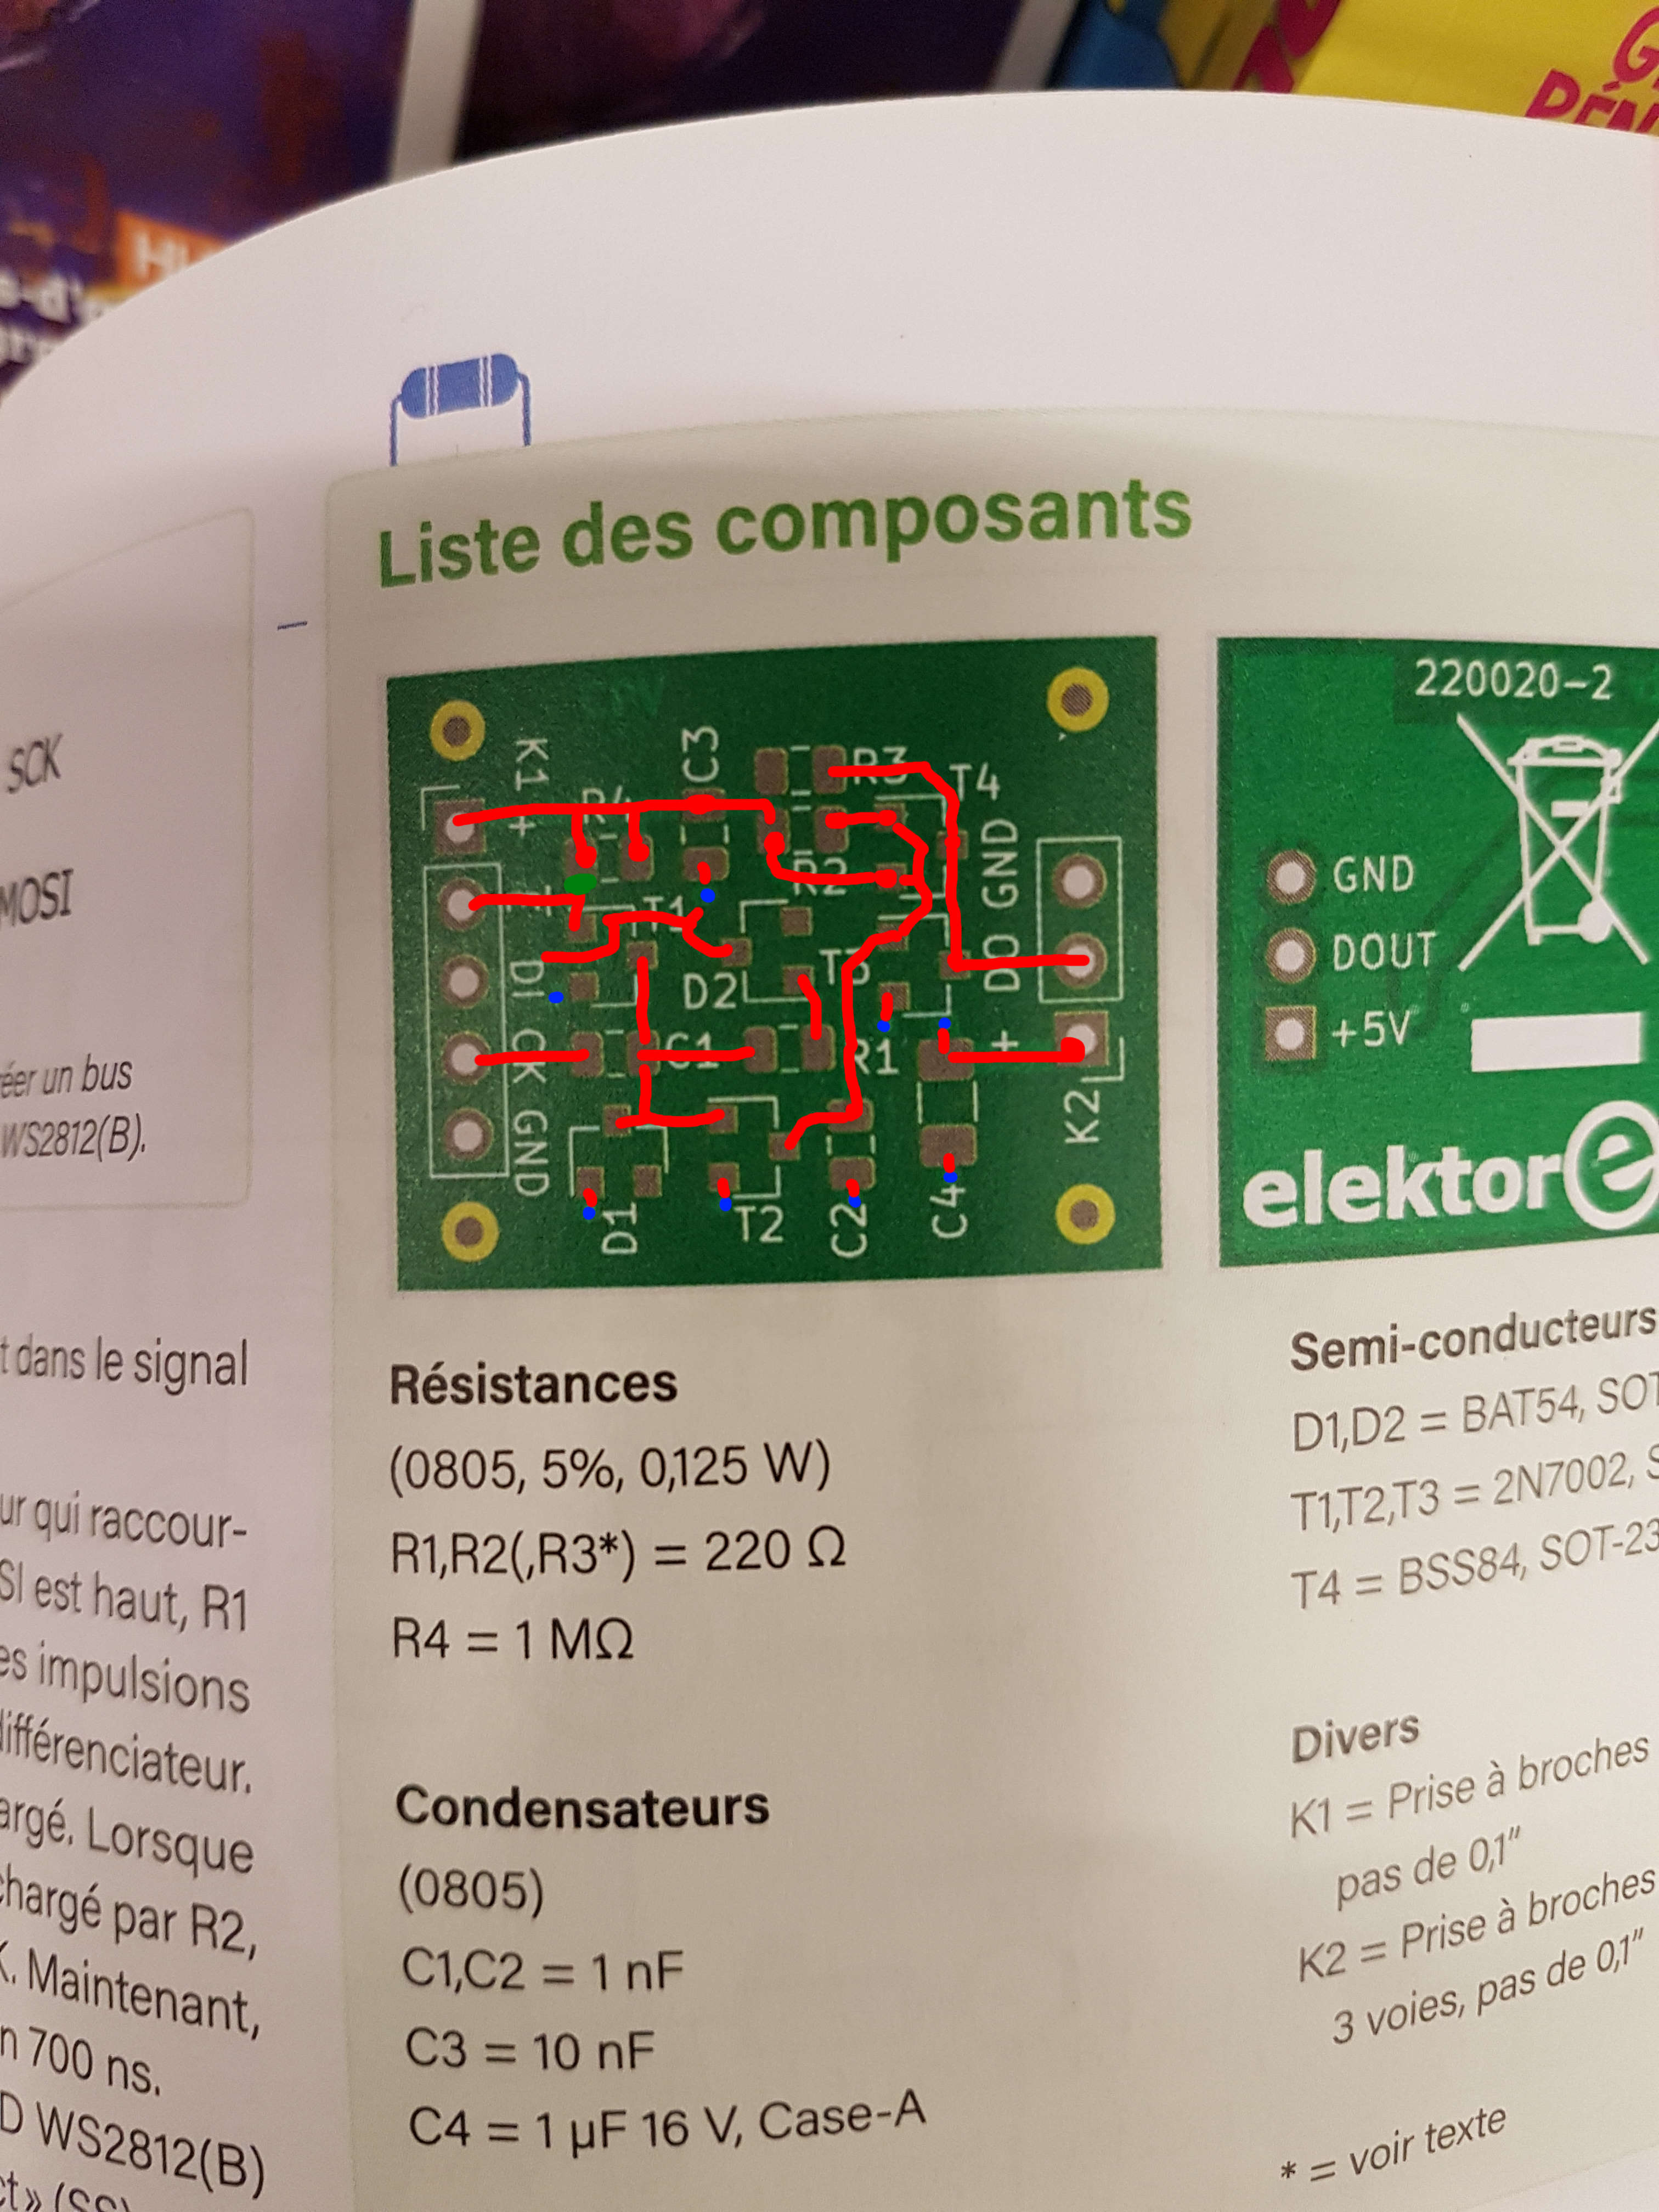 G
PÉN
SCK
MOSI
éer un bus
WS2812(B).
t dans le signal
ur qui raccour-
SI est haut, R1
es impulsions
différenciateur.
argé. Lorsque
chargé par R2,
K. Maintenant,
n 700 ns.
D WS2812(B)
Liste des composants
K1
+
R4
C3
R3
T4
R2
T1
DI
D2
T3
DO GND
CK
C1
R1
+
GND
D1
T2
C2
C4
K2
220020-2
GND
DOUT
+5V
elektor
Résistances
(0805, 5%, 0,125 W)
R1,R2(,R3*) = 220 Ω
R4 = 1 MΩ
Condensateurs
(0805)
C1,C2 = 1 nF
C3 = 10 nF
C4 = 1 µF 16 V, Case-A
Semi-conducteurs
D1,D2 = BAT54, SOT
T1,T2,T3 = 2N7002, S
T4 = BSS84, SOT-23
Divers
K1 = Prise à broches
pas de 0,1"
K2 = Prise à broches
3 voies, pas de 0,1"
* = voir texte